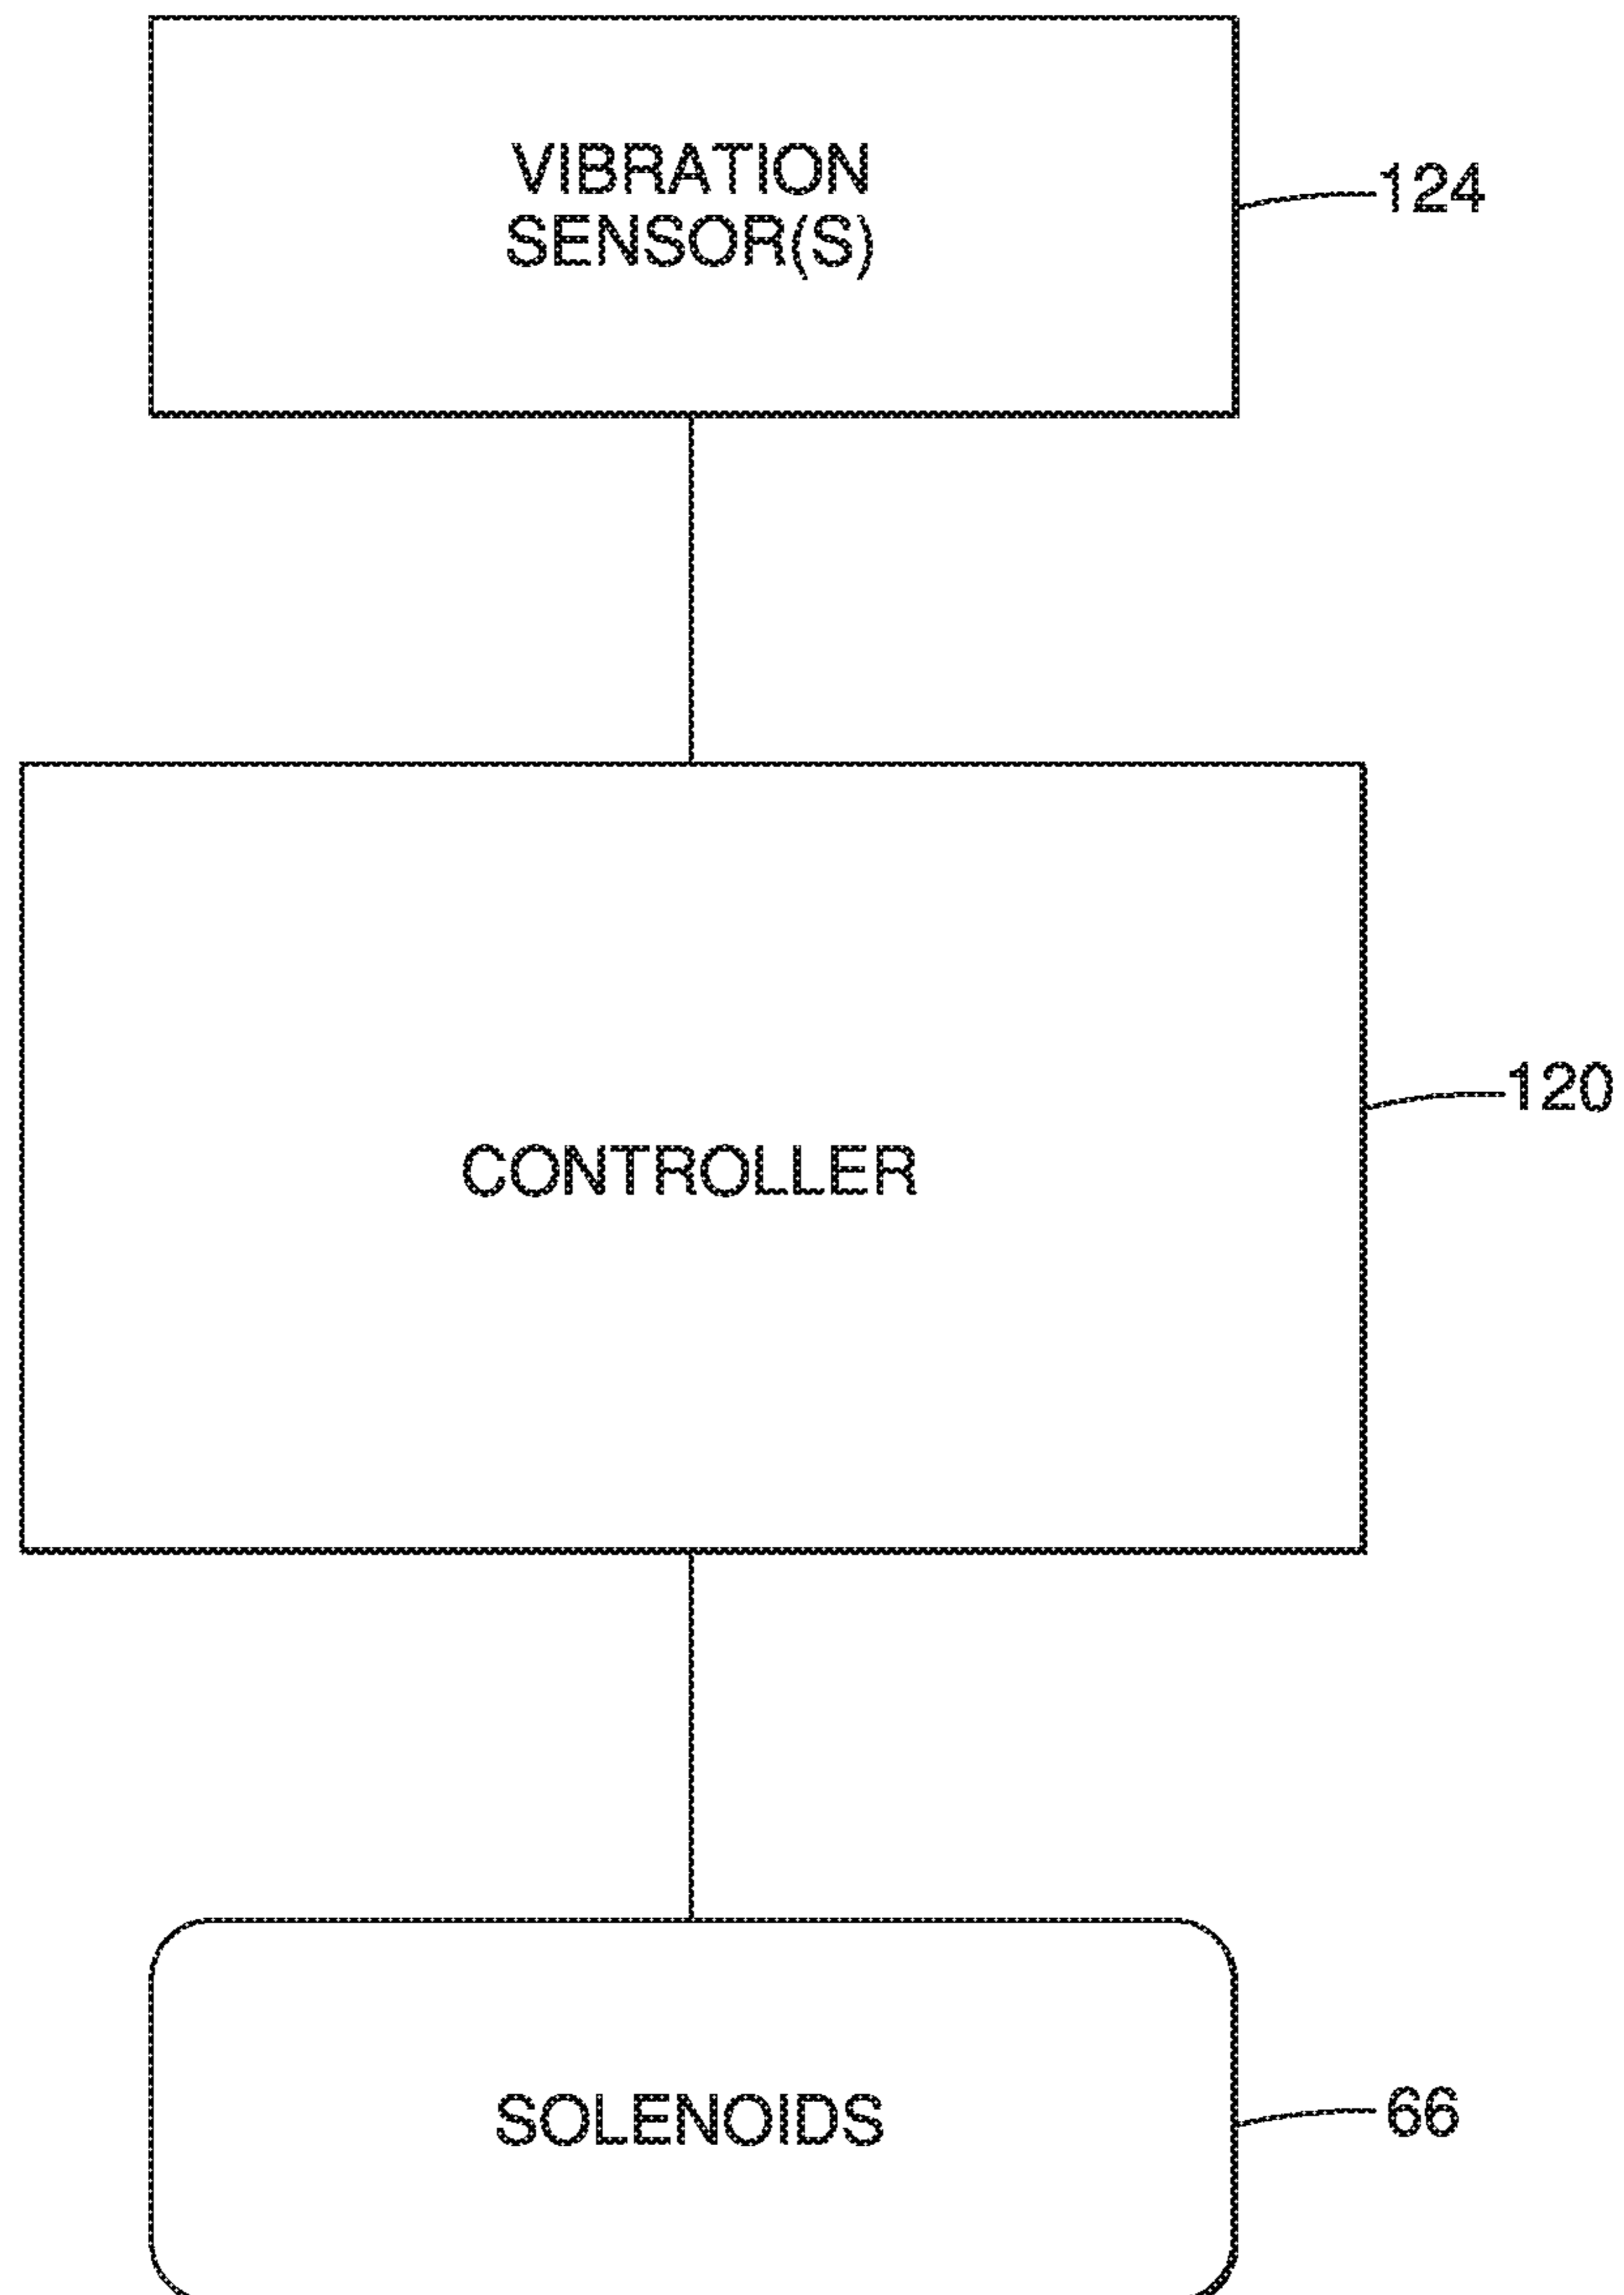 VIBRATION
SENSOR(S)
124
CONTROLLER
120
SOLENOIDS
66